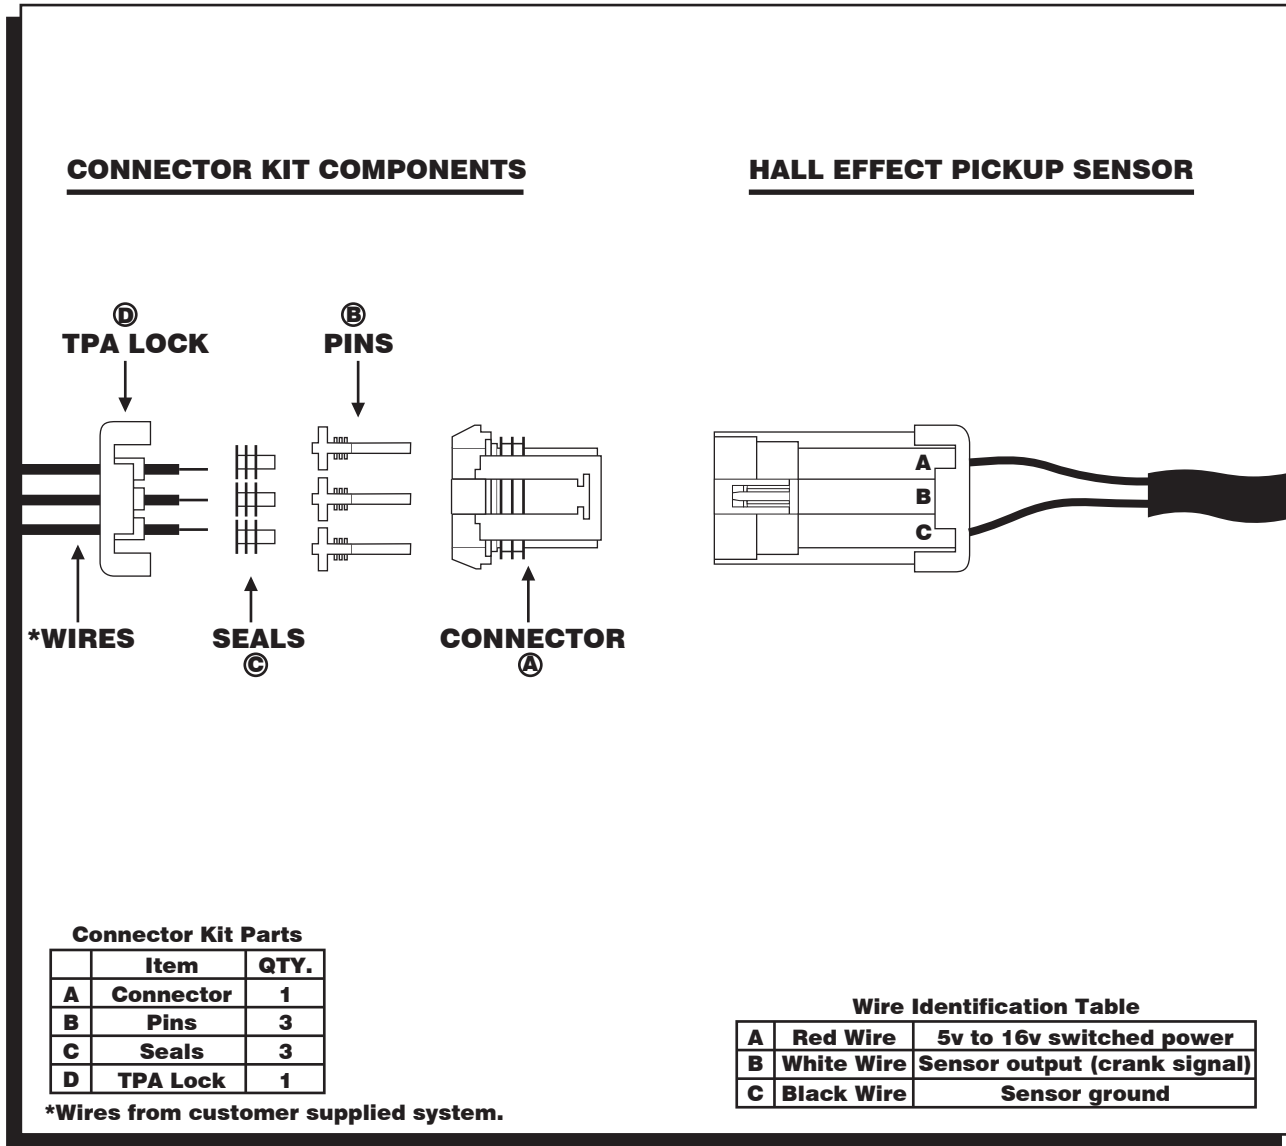 CONNECTOR KIT COMPONENTS
HALL EFFECT PICKUP SENSOR
D
TPA LOCK
B
PINS
A
B
C
*WIRES
SEALS
C
CONNECTOR
A
Connector Kit Parts
Item QTY.
A Connector 1
B Pins 3
C Seals 3
D TPA Lock 1
*Wires from customer supplied system.
Wire Identification Table
A Red Wire 5v to 16v switched power
B White Wire Sensor output (crank signal)
C Black Wire Sensor ground